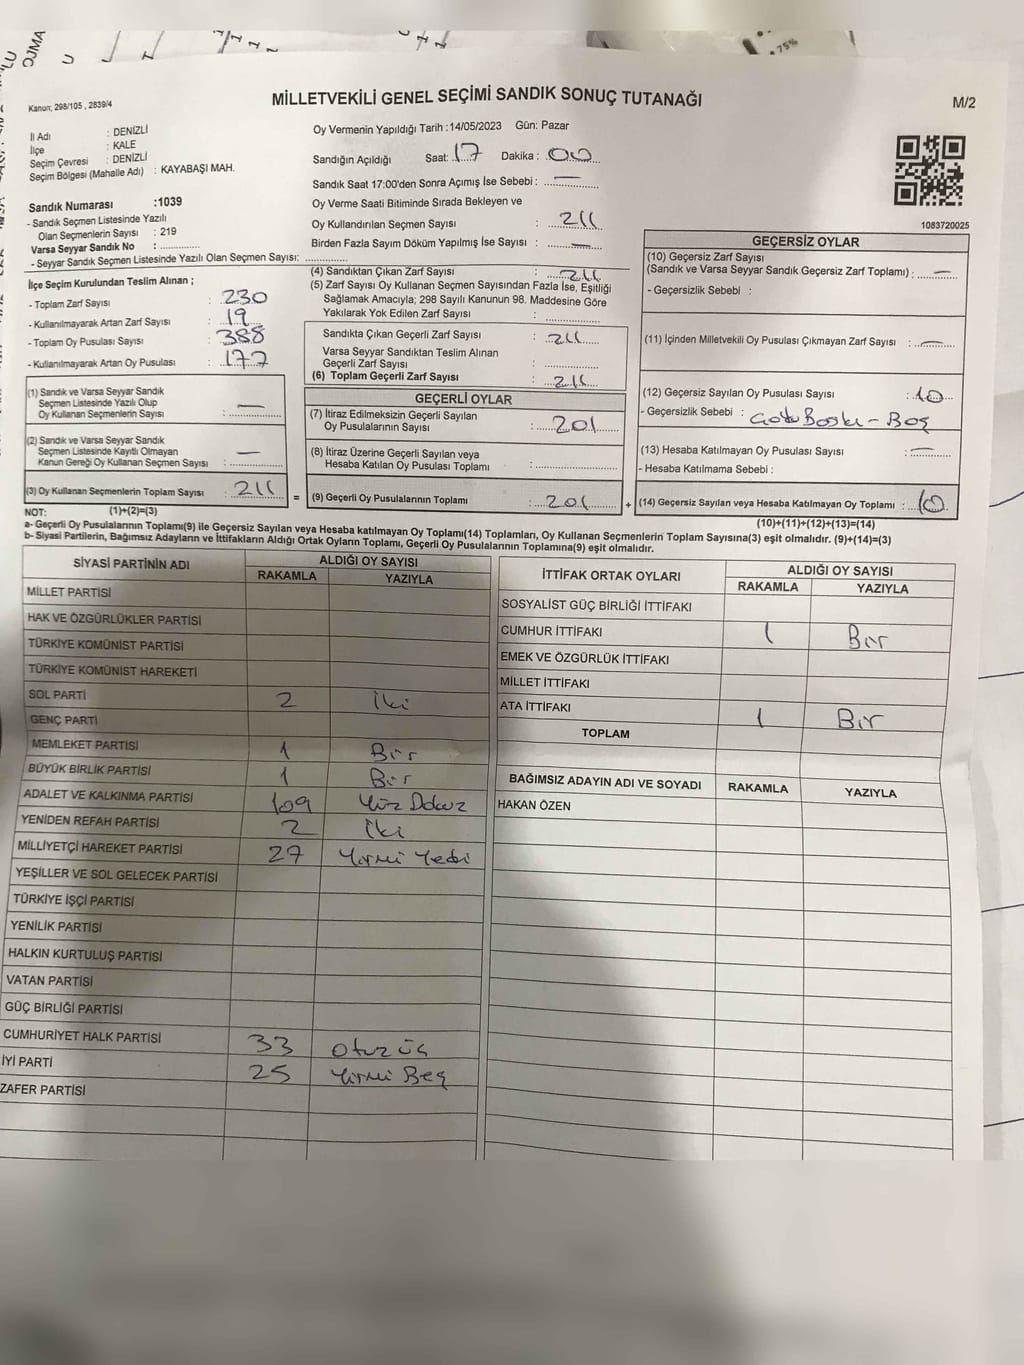 Kanun; 298/105 , 2839/4
MİLLETVEKİLİ GENEL SEÇİMİ SANDIK SONUÇ TUTANAĞI
M/2
İl Adı : DENİZLİ
İlçe : KALE
Seçim Çevresi : DENİZLİ
Seçim Bölgesi (Mahalle Adı) : KAYABAŞI MAH.
Sandık Numarası :1039
- Sandık Seçmen Listesinde Yazılı
Olan Seçmenlerin Sayısı : 219
Varsa Seyyar Sandık No :
- Seyyar Sandık Seçmen Listesinde Yazılı Olan Seçmen Sayısı:
Oy Vermenin Yapıldığı Tarih :14/05/2023 Gün: Pazar
Sandığın Açıldığı Saat: 17 Dakika : 00
Sandık Saat 17:00'den Sonra Açımış İse Sebebi : —
Oy Verme Saati Bitiminde Sırada Bekleyen ve
Oy Kullandırılan Seçmen Sayısı : 211
Birden Fazla Sayım Döküm Yapılmış İse Sayısı : —
1083720025
İlçe Seçim Kurulundan Teslim Alınan ;
- Toplam Zarf Sayısı : 230
- Kullanılmayarak Artan Zarf Sayısı : 19
- Toplam Oy Pusulası Sayısı : 388
- Kullanılmayarak Artan Oy Pusulası : 177
(1) Sandık ve Varsa Seyyar Sandık
Seçmen Listesinde Yazılı Olup
Oy Kullanan Seçmenlerin Sayısı : —
(2) Sandık ve Varsa Seyyar Sandık
Seçmen Listesinde Kayıtlı Olmayan
Kanun Gereği Oy Kullanan Seçmen Sayısı : —
(3) Oy Kullanan Seçmenlerin Toplam Sayısı : 211 =
(4) Sandıktan Çıkan Zarf Sayısı : 211
(5) Zarf Sayısı Oy Kullanan Seçmen Sayısından Fazla İse, Eşitliği
Sağlamak Amacıyla; 298 Sayılı Kanunun 98. Maddesine Göre
Yakılarak Yok Edilen Zarf Sayısı :
Sandıkta Çıkan Geçerli Zarf Sayısı : 211
Varsa Seyyar Sandıktan Teslim Alınan
Geçerli Zarf Sayısı :
(6) Toplam Geçerli Zarf Sayısı : 211
GEÇERLİ OYLAR
(7) İtiraz Edilmeksizin Geçerli Sayılan
Oy Pusulalarının Sayısı : 201
(8) İtiraz Üzerine Geçerli Sayılan veya
Hesaba Katılan Oy Pusulası Toplamı :
(9) Geçerli Oy Pusulalarının Toplamı : 201 +
GEÇERSİZ OYLAR
(10) Geçersiz Zarf Sayısı
(Sandık ve Varsa Seyyar Sandık Geçersiz Zarf Toplamı) : —
- Geçersizlik Sebebi :
(11) İçinden Milletvekili Oy Pusulası Çıkmayan Zarf Sayısı : —
(12) Geçersiz Sayılan Oy Pusulası Sayısı : 10
- Geçersizlik Sebebi : Boş
(13) Hesaba Katılmayan Oy Pusulası Sayısı : —
- Hesaba Katılmama Sebebi :
(14) Geçersiz Sayılan veya Hesaba Katılmayan Oy Toplamı : 10
NOT: (1)+(2)=(3)
(10)+(11)+(12)+(13)=(14)
a- Geçerli Oy Pusulalarının Toplamı(9) ile Geçersiz Sayılan veya Hesaba katılmayan Oy Toplamı(14) Toplamları, Oy Kullanan Seçmenlerin Toplam Sayısına(3) eşit olmalıdır. (9)+(14)=(3)
b- Siyasi Partilerin, Bağımsız Adayların ve İttifakların Aldığı Ortak Oyların Toplamı, Geçerli Oy Pusulalarının Toplamına(9) eşit olmalıdır.
SİYASİ PARTİNİN ADI ALDIĞI OY SAYISI
RAKAMLA YAZIYLA
MİLLET PARTİSİ
HAK VE ÖZGÜRLÜKLER PARTİSİ
TÜRKİYE KOMÜNİST PARTİSİ
TÜRKİYE KOMÜNİST HAREKETİ
SOL PARTİ 2 İki
GENÇ PARTİ
MEMLEKET PARTİSİ 1 Bir
BÜYÜK BİRLİK PARTİSİ 1 Bir
ADALET VE KALKINMA PARTİSİ 109 Yüz Dokuz
YENİDEN REFAH PARTİSİ 2 İki
MİLLİYETÇİ HAREKET PARTİSİ 27 Yirmi Yedi
YEŞİLLER VE SOL GELECEK PARTİSİ
TÜRKİYE İŞÇİ PARTİSİ
YENİLİK PARTİSİ
HALKIN KURTULUŞ PARTİSİ
VATAN PARTİSİ
GÜÇ BİRLİĞİ PARTİSİ
CUMHURİYET HALK PARTİSİ 33 Otuz üç
İYİ PARTİ 25 Yirmi Beş
ZAFER PARTİSİ
İTTİFAK ORTAK OYLARI ALDIĞI OY SAYISI
RAKAMLA YAZIYLA
SOSYALİST GÜÇ BİRLİĞİ İTTİFAKI
CUMHUR İTTİFAKI 1 Bir
EMEK VE ÖZGÜRLÜK İTTİFAKI
MİLLET İTTİFAKI
ATA İTTİFAKI 1 Bir
TOPLAM
BAĞIMSIZ ADAYIN ADI VE SOYADI RAKAMLA YAZIYLA
HAKAN ÖZEN